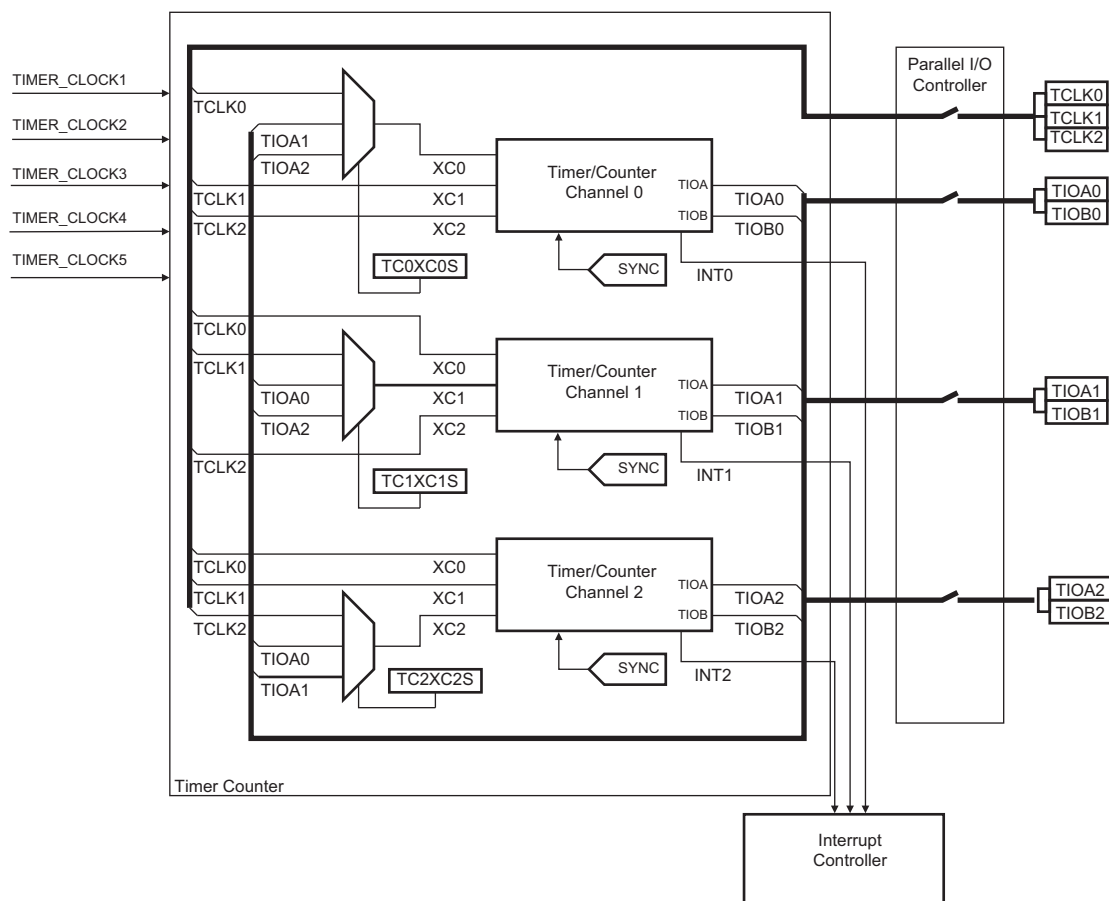 TIMER_CLOCK1
TIMER_CLOCK2
TIMER_CLOCK3
TIMER_CLOCK4
TIMER_CLOCK5
TCLK0
TIOA1
TIOA2
TCLK1
TCLK2
XC0
XC1
XC2
TC0XC0S
Timer/Counter
Channel 0
TIOA
TIOB
TIOA0
TIOB0
SYNC
INT0
TCLK0
TCLK1
TIOA0
TIOA2
TCLK2
XC0
XC1
XC2
TC1XC1S
Timer/Counter
Channel 1
TIOA
TIOB
TIOA1
TIOB1
SYNC
INT1
TCLK0
TCLK1
TCLK2
TIOA0
TIOA1
XC0
XC1
XC2
TC2XC2S
Timer/Counter
Channel 2
TIOA
TIOB
TIOA2
TIOB2
SYNC
INT2
Timer Counter
Parallel I/O
Controller
TCLK0
TCLK1
TCLK2
TIOA0
TIOB0
TIOA1
TIOB1
TIOA2
TIOB2
Interrupt
Controller